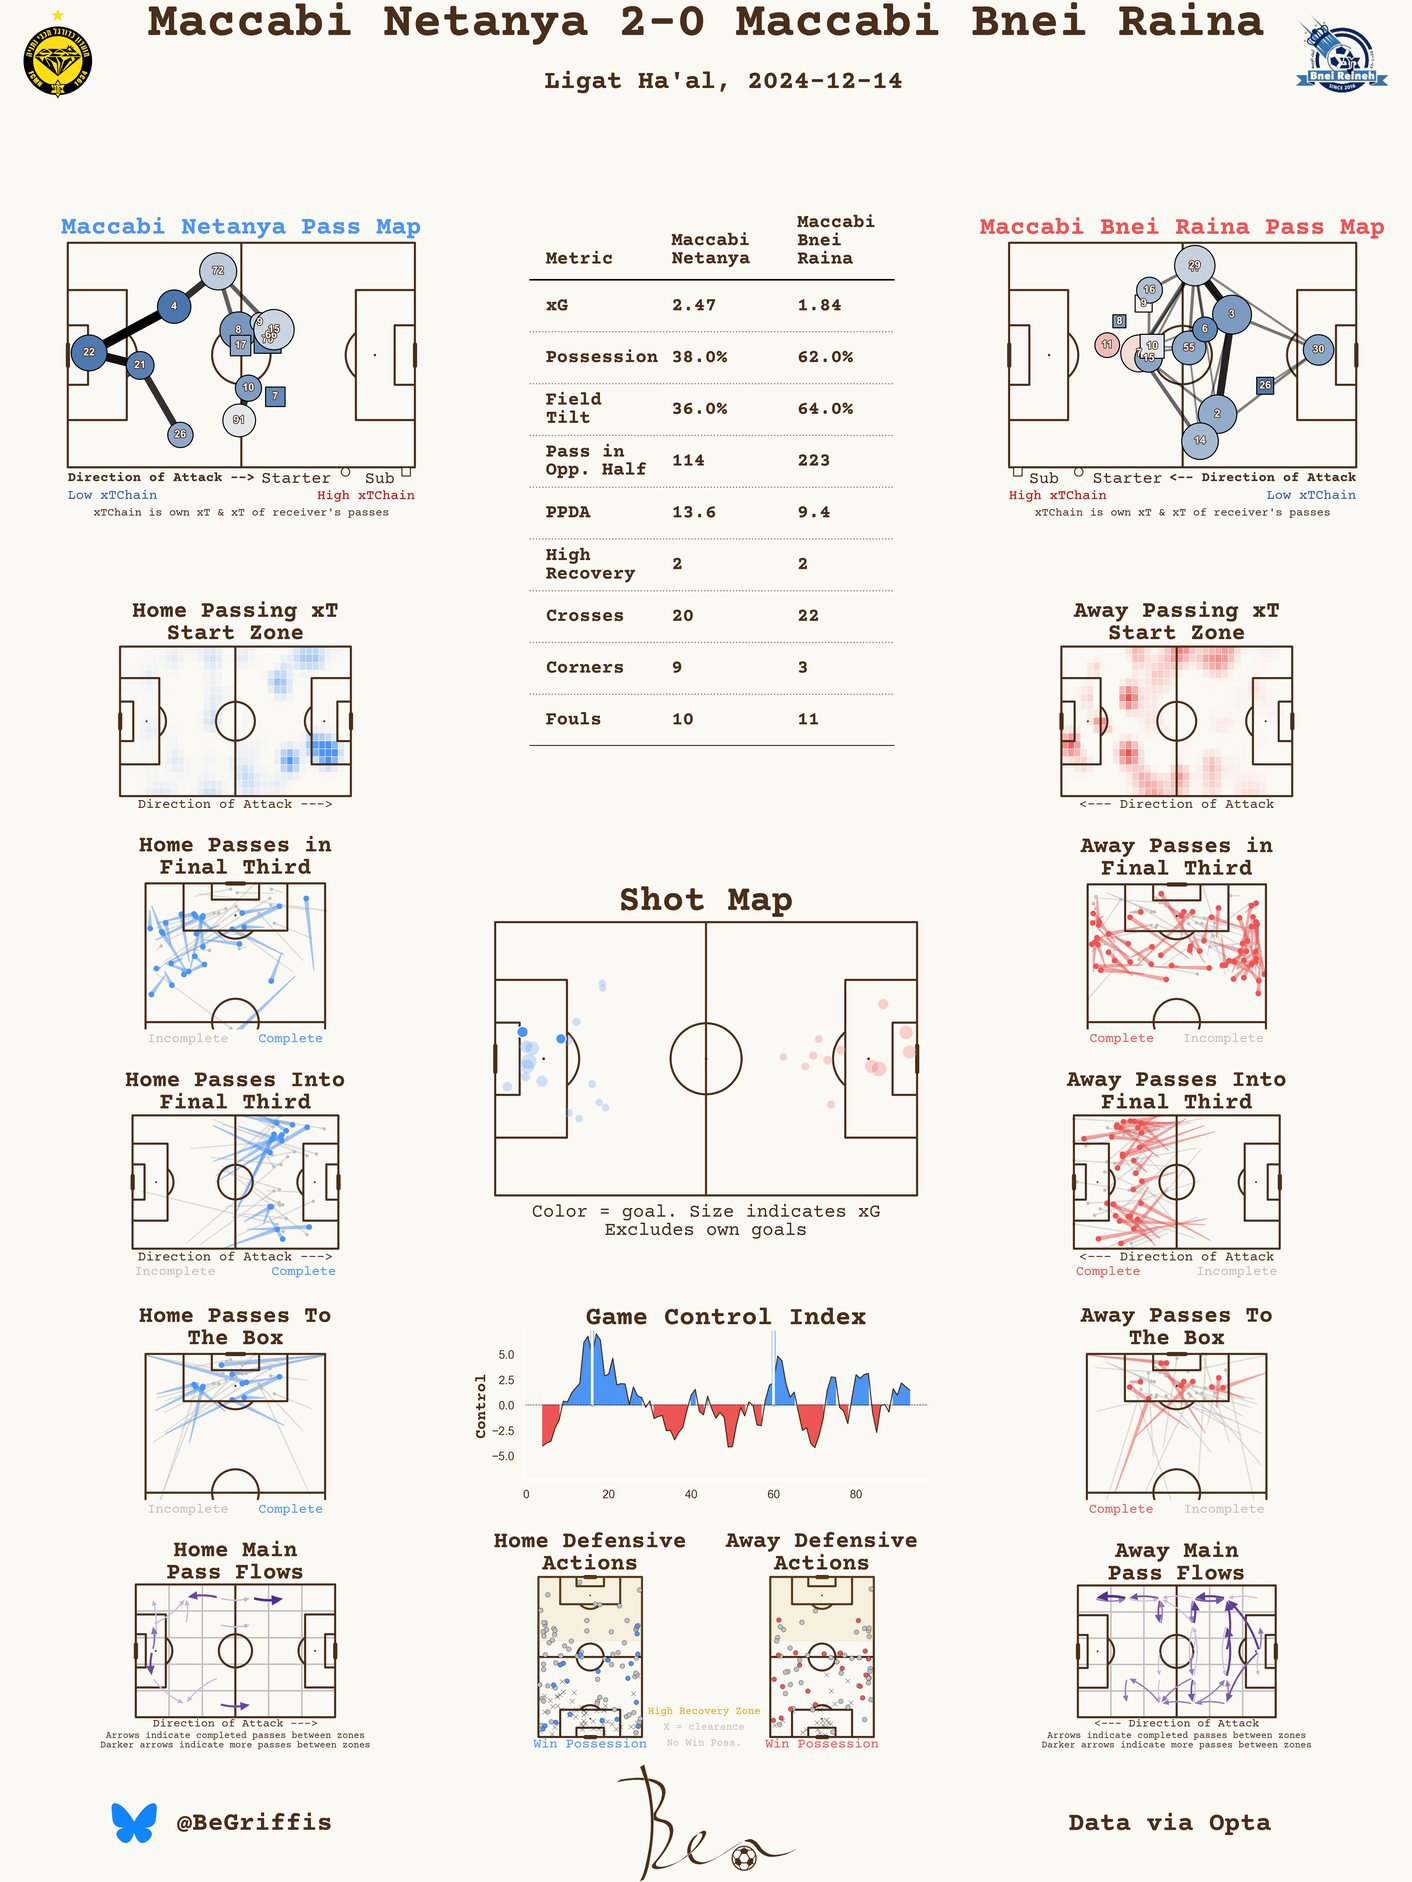 Maccabi Netanya 2-0 Maccabi Bnei Raina
Ligat Ha'al, 2024-12-14
Bnei Reineh
SINCE 2016
Maccabi Netanya Pass Map
72
4
22
21
26
8
17
9
15
10
7
91
Direction of Attack --> Starter Sub
Low xTChain High xTChain
xTChain is own xT & xT of receiver's passes
Metric Maccabi Netanya Maccabi Bnei Raina
xG 2.47 1.84
Possession 38.0% 62.0%
Field Tilt 36.0% 64.0%
Pass in Opp. Half 114 223
PPDA 13.6 9.4
High Recovery 2 2
Crosses 20 22
Corners 9 3
Fouls 10 11
Maccabi Bnei Raina Pass Map
29
16
9
8
11
7
10
15
55
6
3
30
26
2
14
Sub Starter <-- Direction of Attack
High xTChain Low xTChain
xTChain is own xT & xT of receiver's passes
Home Passing xT
Start Zone
Direction of Attack --->
Away Passing xT
Start Zone
<--- Direction of Attack
Home Passes in
Final Third
Incomplete Complete
Away Passes in
Final Third
Complete Incomplete
Shot Map
Color = goal. Size indicates xG
Excludes own goals
Home Passes Into
Final Third
Direction of Attack --->
Incomplete Complete
Away Passes Into
Final Third
<--- Direction of Attack
Complete Incomplete
Home Passes To
The Box
Incomplete Complete
Game Control Index
Control
5.0
2.5
0.0
−2.5
−5.0
0 20 40 60 80
Away Passes To
The Box
Complete Incomplete
Home Main
Pass Flows
Direction of Attack --->
Arrows indicate completed passes between zones
Darker arrows indicate more passes between zones
Home Defensive
Actions
Win Possession
High Recovery Zone
X = clearance
No Win Poss.
Away Defensive
Actions
Win Possession
Away Main
Pass Flows
<--- Direction of Attack
Arrows indicate completed passes between zones
Darker arrows indicate more passes between zones
@BeGriffis
Ben
Data via Opta